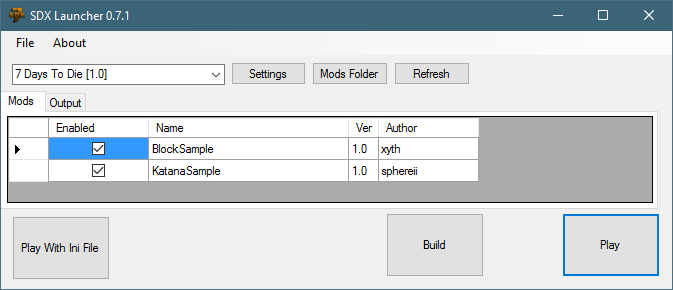 SDX Launcher 0.7.1
File About
7 Days To Die [1.0] Settings Mods Folder Refresh
Mods Output
Enabled Name Ver Author
BlockSample 1.0 xyth
KatanaSample 1.0 sphereii
Play With Ini File Build Play